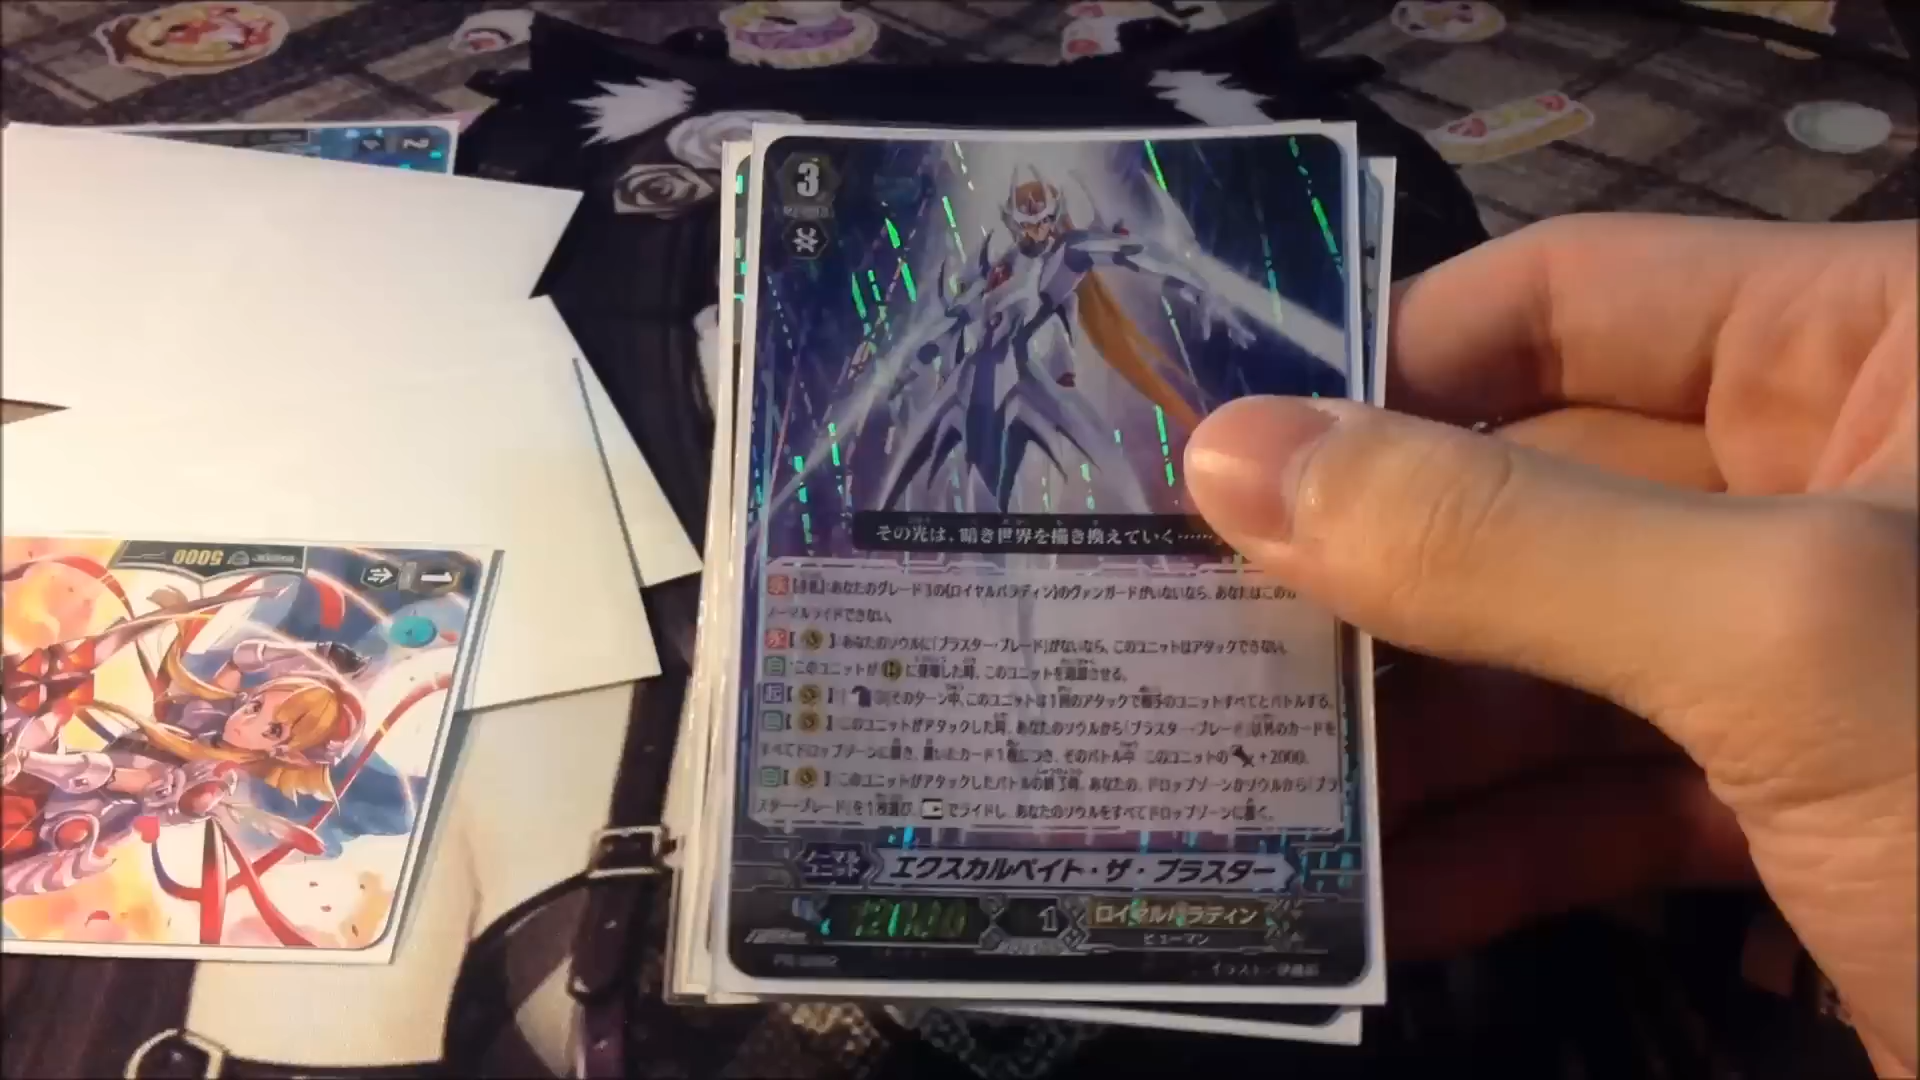 3
その光は、暗き世界を描き換えていく……
永【手札】:あなたのグレード3の《ロイヤルパラディン》のヴァンガードがいないなら、あなたはこの
ノーマルライドできない。
永【Ⓥ】:あなたのソウルに「ブラスター・ブレード」がないなら、このユニットはアタックできない。
自:このユニットがⓇに登場した時、このユニットを退却させる。
そのターン中、このユニットは1回のアタックで相手のユニットすべてとバトルする。
自【Ⓥ】:このユニットがアタックした時、あなたのソウルから「ブラスター・ブレード」以外のカードを
すべてドロップゾーンに置き、置いたカード1枚につき、そのバトル中、このユニットの +2000。
自【Ⓥ】:このユニットがアタックしたバトルの終了時、あなたの、ドロップゾーンかソウルから「ブラ
スター・ブレード」を1枚選び、 でライドし、あなたのソウルをすべてドロップゾーンに置く。
ノーマル
ユニット
エクスカルペイト・ザ・ブラスター
1
ロイヤルパラディン
ヒューマン
イラスト/伊藤彰
2
5000
1